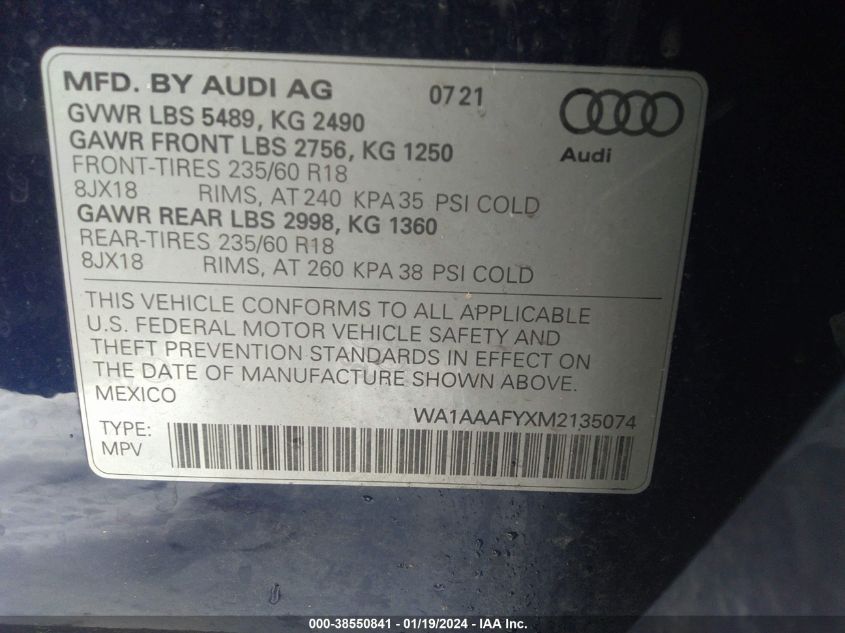 MFD. BY AUDI AG 07 21
GVWR LBS 5489, KG 2490
GAWR FRONT LBS 2756, KG 1250
Audi
FRONT-TIRES 235/60 R18
8JX18 RIMS, AT 240 KPA 35 PSI COLD
GAWR REAR LBS 2998, KG 1360
REAR-TIRES 235/60 R18
8JX18 RIMS, AT 260 KPA 38 PSI COLD
THIS VEHICLE CONFORMS TO ALL APPLICABLE
U.S. FEDERAL MOTOR VEHICLE SAFETY AND
THEFT PREVENTION STANDARDS IN EFFECT ON
THE DATE OF MANUFACTURE SHOWN ABOVE.
MEXICO
WA1AAAFYXM2135074
TYPE:
MPV
000-38550841 - 01/19/2024 - IAA Inc.